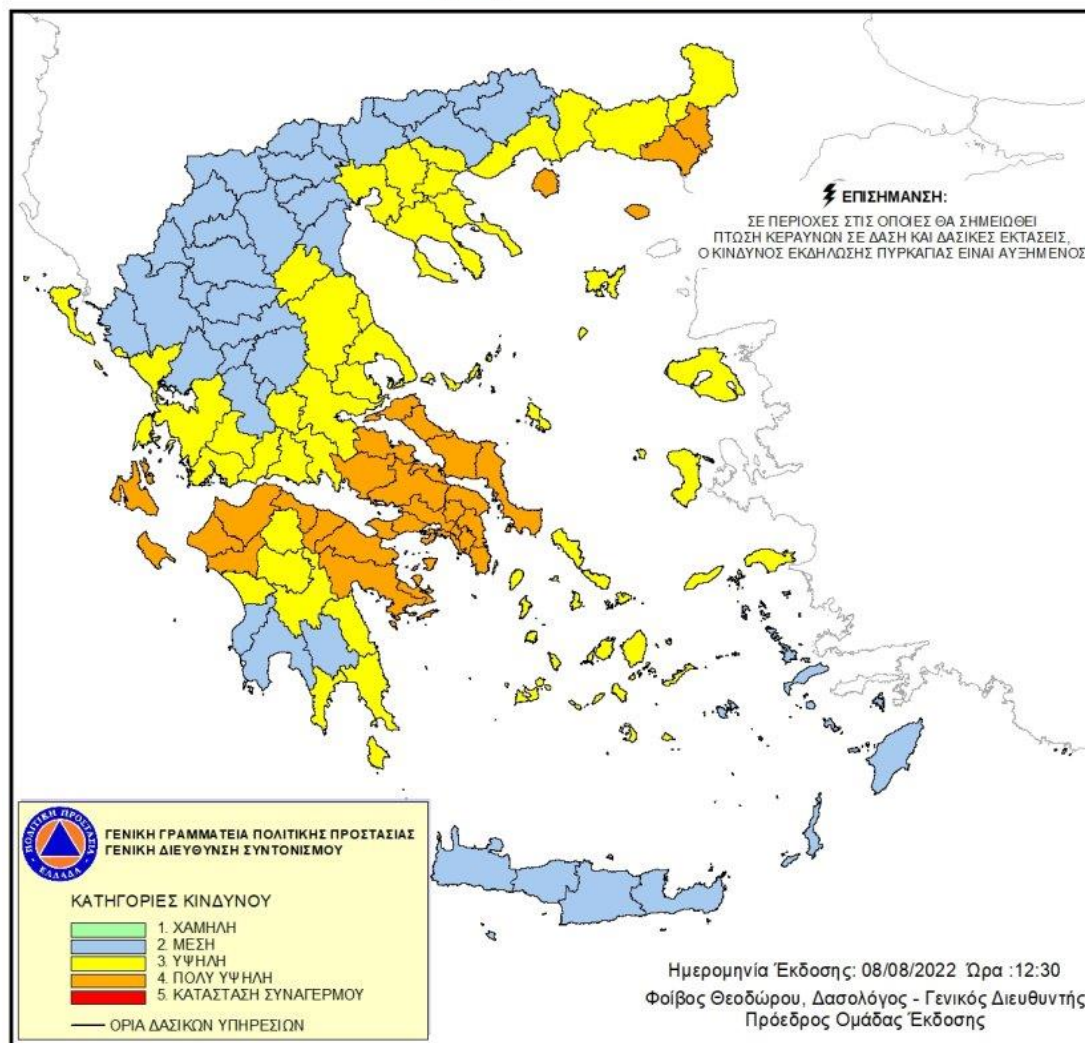 ΕΠΙΣΗΜΑΝΣΗ:
ΣΕ ΠΕΡΙΟΧΕΣ ΣΤΙΣ ΟΠΟΙΕΣ ΘΑ ΣΗΜΕΙΩΘΕΙ
ΠΤΩΣΗ ΚΕΡΑΥΝΩΝ ΣΕ ΔΑΣΗ ΚΑΙ ΔΑΣΙΚΕΣ ΕΚΤΑΣΕΙΣ,
Ο ΚΙΝΔΥΝΟΣ ΕΚΔΗΛΩΣΗΣ ΠΥΡΚΑΓΙΑΣ ΕΙΝΑΙ ΑΥΞΗΜΕΝΟΣ
ΠΟΛΙΤΙΚΗ ΠΡΟΣΤΑΣΙΑ
ΕΛΛΑΔΑ
ΓΕΝΙΚΗ ΓΡΑΜΜΑΤΕΙΑ ΠΟΛΙΤΙΚΗΣ ΠΡΟΣΤΑΣΙΑΣ
ΓΕΝΙΚΗ ΔΙΕΥΘΥΝΣΗ ΣΥΝΤΟΝΙΣΜΟΥ
ΚΑΤΗΓΟΡΙΕΣ ΚΙΝΔΥΝΟΥ
1. ΧΑΜΗΛΗ
2. ΜΕΣΗ
3. ΥΨΗΛΗ
4. ΠΟΛΥ ΥΨΗΛΗ
5. ΚΑΤΑΣΤΑΣΗ ΣΥΝΑΓΕΡΜΟΥ
ΟΡΙΑ ΔΑΣΙΚΩΝ ΥΠΗΡΕΣΙΩΝ
Ημερομηνία Έκδοσης: 08/08/2022 Ώρα :12:30
Φοίβος Θεοδώρου, Δασολόγος - Γενικός Διευθυντής
Πρόεδρος Ομάδας Έκδοσης